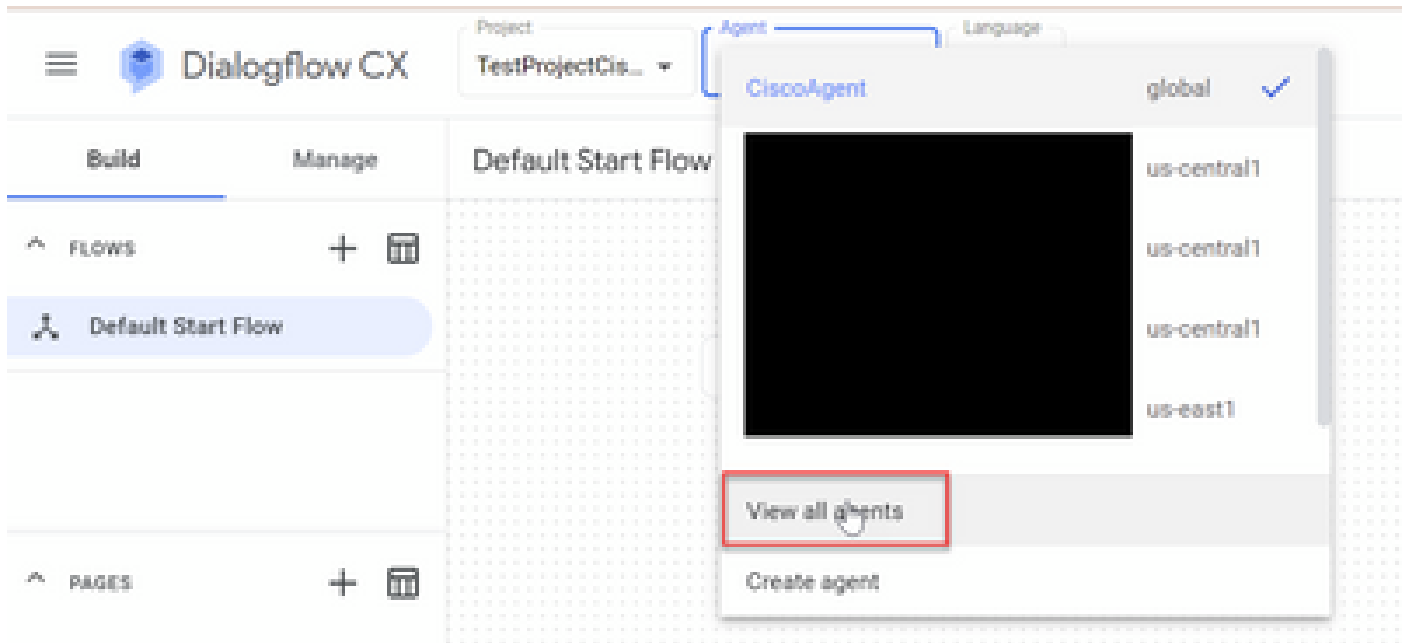 Project
Agent
Language
Dialogflow CX
TestProjectCis...
CiscoAgent
global
Build
Manage
Default Start Flow
us-central1
FLOWS
us-central1
Default Start Flow
us-central1
us-east1
View all agents
PAGES
Create agent